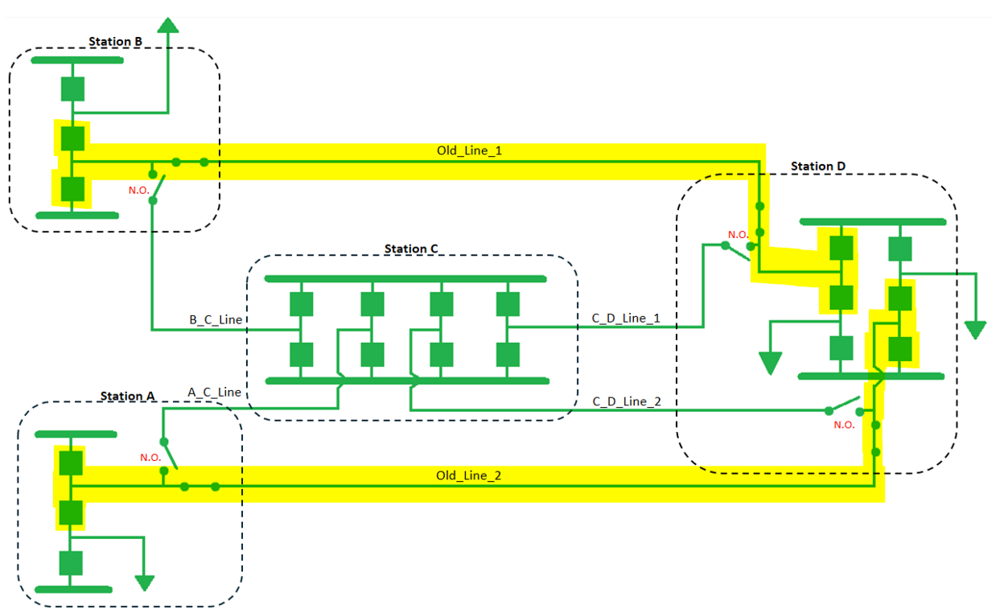 Station B
Old_Line_1
Station D
N.O.
N.O.
Station C
B_C_Line
C_D_Line_1
Station A
A_C_Line
C_D_Line_2
N.O.
N.O.
Old_Line_2